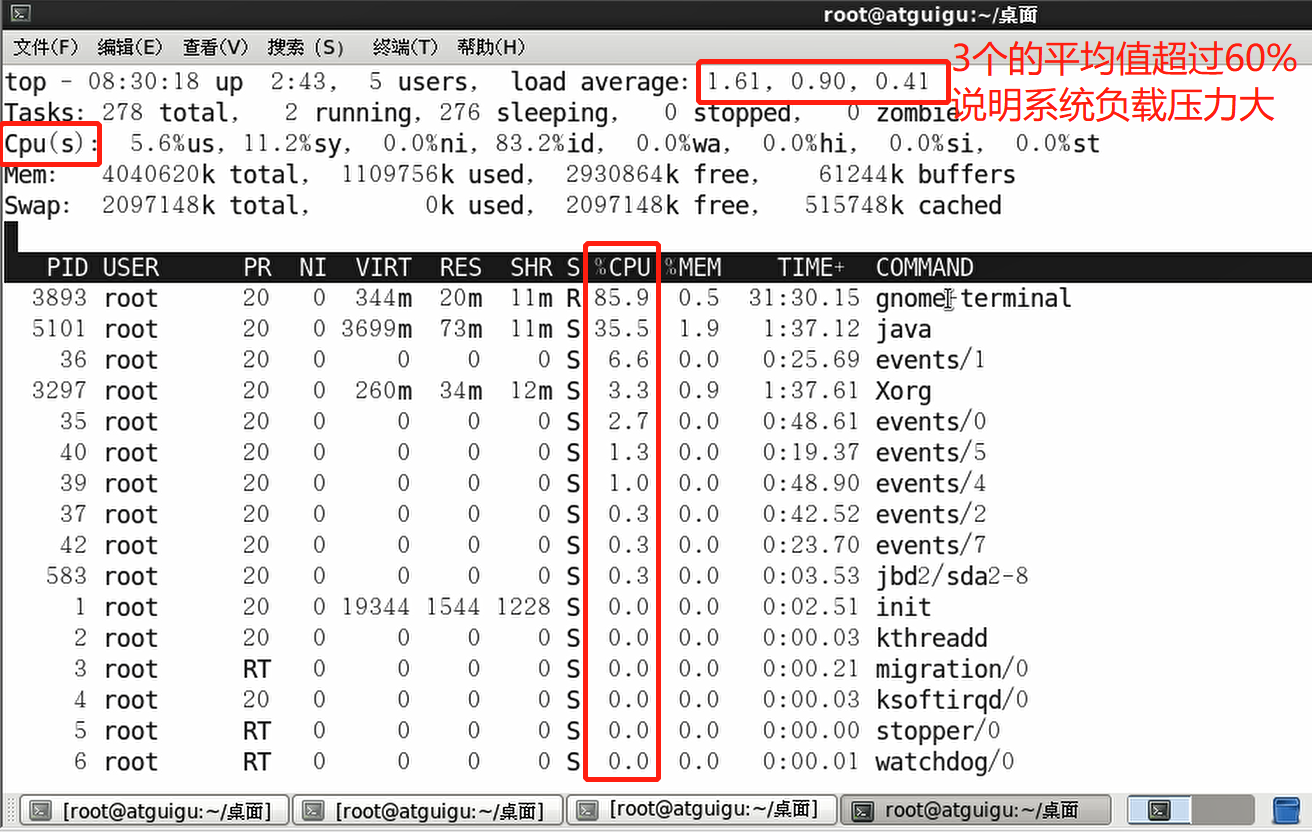 root@atguigu:~/桌面
文件(F) 编辑(E) 查看(V) 搜索 (S) 终端(T) 帮助(H)
3个的平均值超过60%
说明系统负载压力大
top - 08:30:18 up 2:43, 5 users, load average: 1.61, 0.90, 0.41
Tasks: 278 total, 2 running, 276 sleeping, 0 stopped, 0 zombie
Cpu(s): 5.6%us, 11.2%sy, 0.0%ni, 83.2%id, 0.0%wa, 0.0%hi, 0.0%si, 0.0%st
Mem: 4040620k total, 1109756k used, 2930864k free, 61244k buffers
Swap: 2097148k total, 0k used, 2097148k free, 515748k cached
PID USER PR NI VIRT RES SHR S %CPU %MEM TIME+ COMMAND
3893 root 20 0 344m 20m 11m R 85.9 0.5 31:30.15 gnome-terminal
5101 root 20 0 3699m 73m 11m S 35.5 1.9 1:37.12 java
36 root 20 0 0 0 0 S 6.6 0.0 0:25.69 events/1
3297 root 20 0 260m 34m 12m S 3.3 0.9 1:37.61 Xorg
35 root 20 0 0 0 0 S 2.7 0.0 0:48.61 events/0
40 root 20 0 0 0 0 S 1.3 0.0 0:19.37 events/5
39 root 20 0 0 0 0 S 1.0 0.0 0:48.90 events/4
37 root 20 0 0 0 0 S 0.3 0.0 0:42.52 events/2
42 root 20 0 0 0 0 S 0.3 0.0 0:23.70 events/7
583 root 20 0 0 0 0 S 0.3 0.0 0:03.53 jbd2/sda2-8
1 root 20 0 19344 1544 1228 S 0.0 0.0 0:02.51 init
2 root 20 0 0 0 0 S 0.0 0.0 0:00.03 kthreadd
3 root RT 0 0 0 0 S 0.0 0.0 0:00.21 migration/0
4 root 20 0 0 0 0 S 0.0 0.0 0:00.03 ksoftirqd/0
5 root RT 0 0 0 0 S 0.0 0.0 0:00.00 stopper/0
6 root RT 0 0 0 0 S 0.0 0.0 0:00.01 watchdog/0
[root@atguigu:~/桌面] [root@atguigu:~/桌面] [root@atguigu:~/桌面] root@atguigu:~/桌面